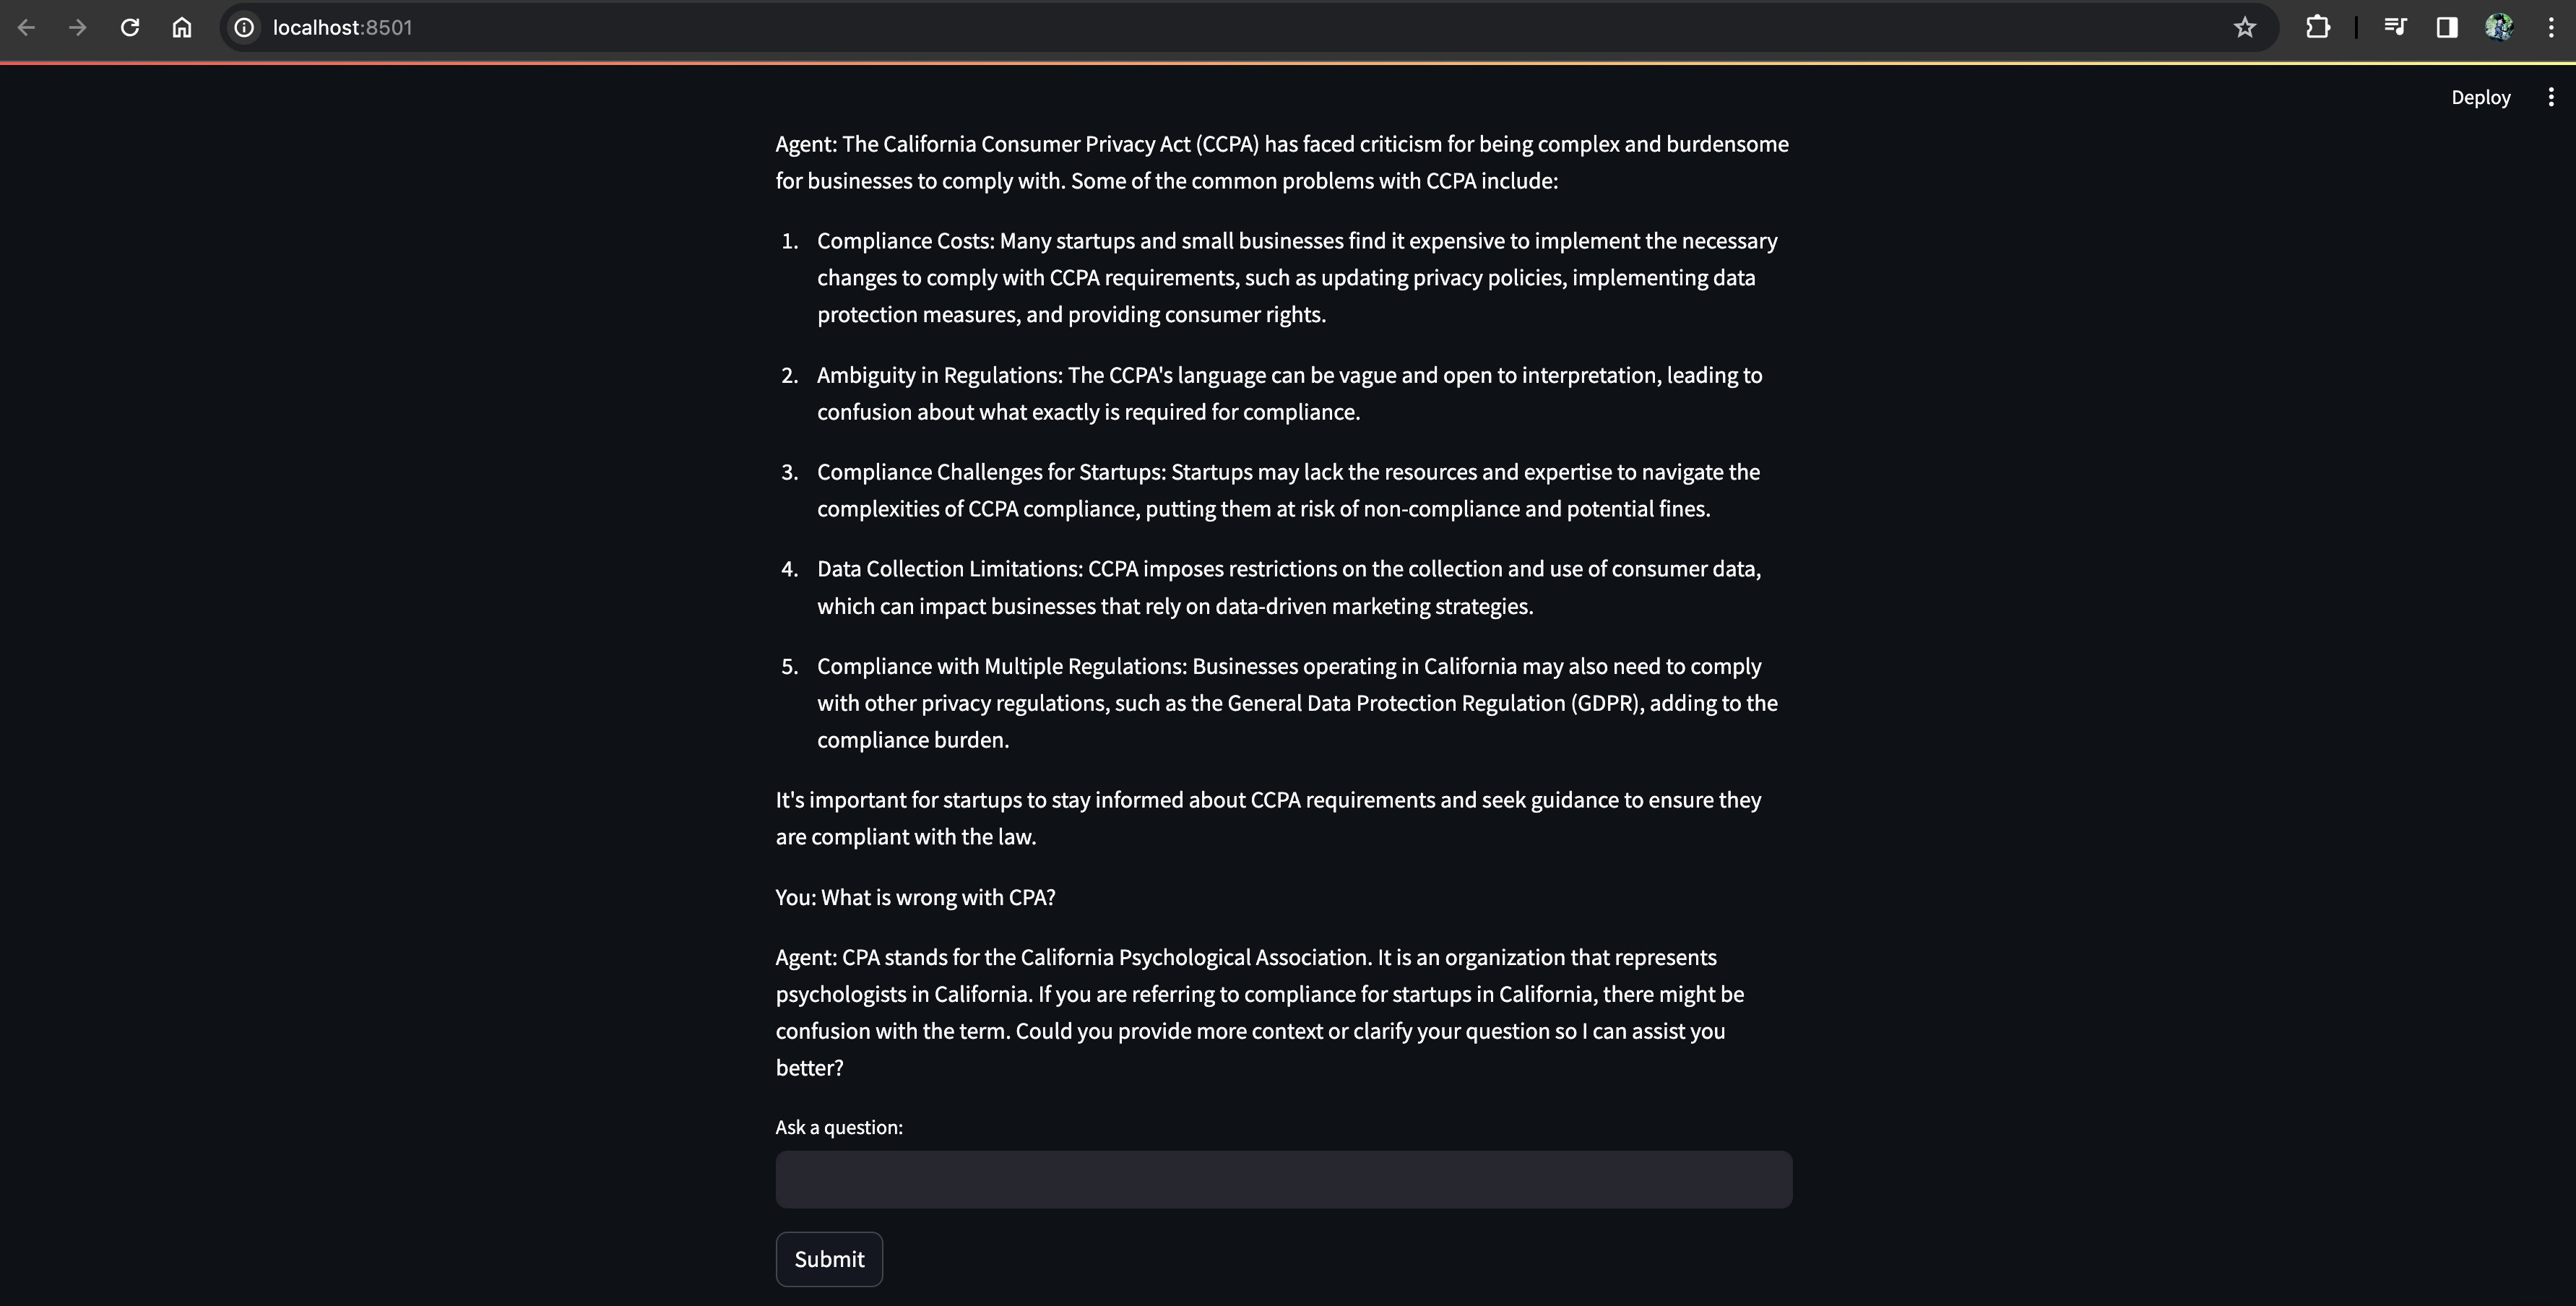 localhost:8501
Deploy
Agent: The California Consumer Privacy Act (CCPA) has faced criticism for being complex and burdensome
for businesses to comply with. Some of the common problems with CCPA include:
1. Compliance Costs: Many startups and small businesses find it expensive to implement the necessary
changes to comply with CCPA requirements, such as updating privacy policies, implementing data
protection measures, and providing consumer rights.
2. Ambiguity in Regulations: The CCPA's language can be vague and open to interpretation, leading to
confusion about what exactly is required for compliance.
3. Compliance Challenges for Startups: Startups may lack the resources and expertise to navigate the
complexities of CCPA compliance, putting them at risk of non-compliance and potential fines.
4. Data Collection Limitations: CCPA imposes restrictions on the collection and use of consumer data,
which can impact businesses that rely on data-driven marketing strategies.
5. Compliance with Multiple Regulations: Businesses operating in California may also need to comply
with other privacy regulations, such as the General Data Protection Regulation (GDPR), adding to the
compliance burden.
It's important for startups to stay informed about CCPA requirements and seek guidance to ensure they
are compliant with the law.
You: What is wrong with CPA?
Agent: CPA stands for the California Psychological Association. It is an organization that represents
psychologists in California. If you are referring to compliance for startups in California, there might be
confusion with the term. Could you provide more context or clarify your question so I can assist you
better?
Ask a question:
Submit